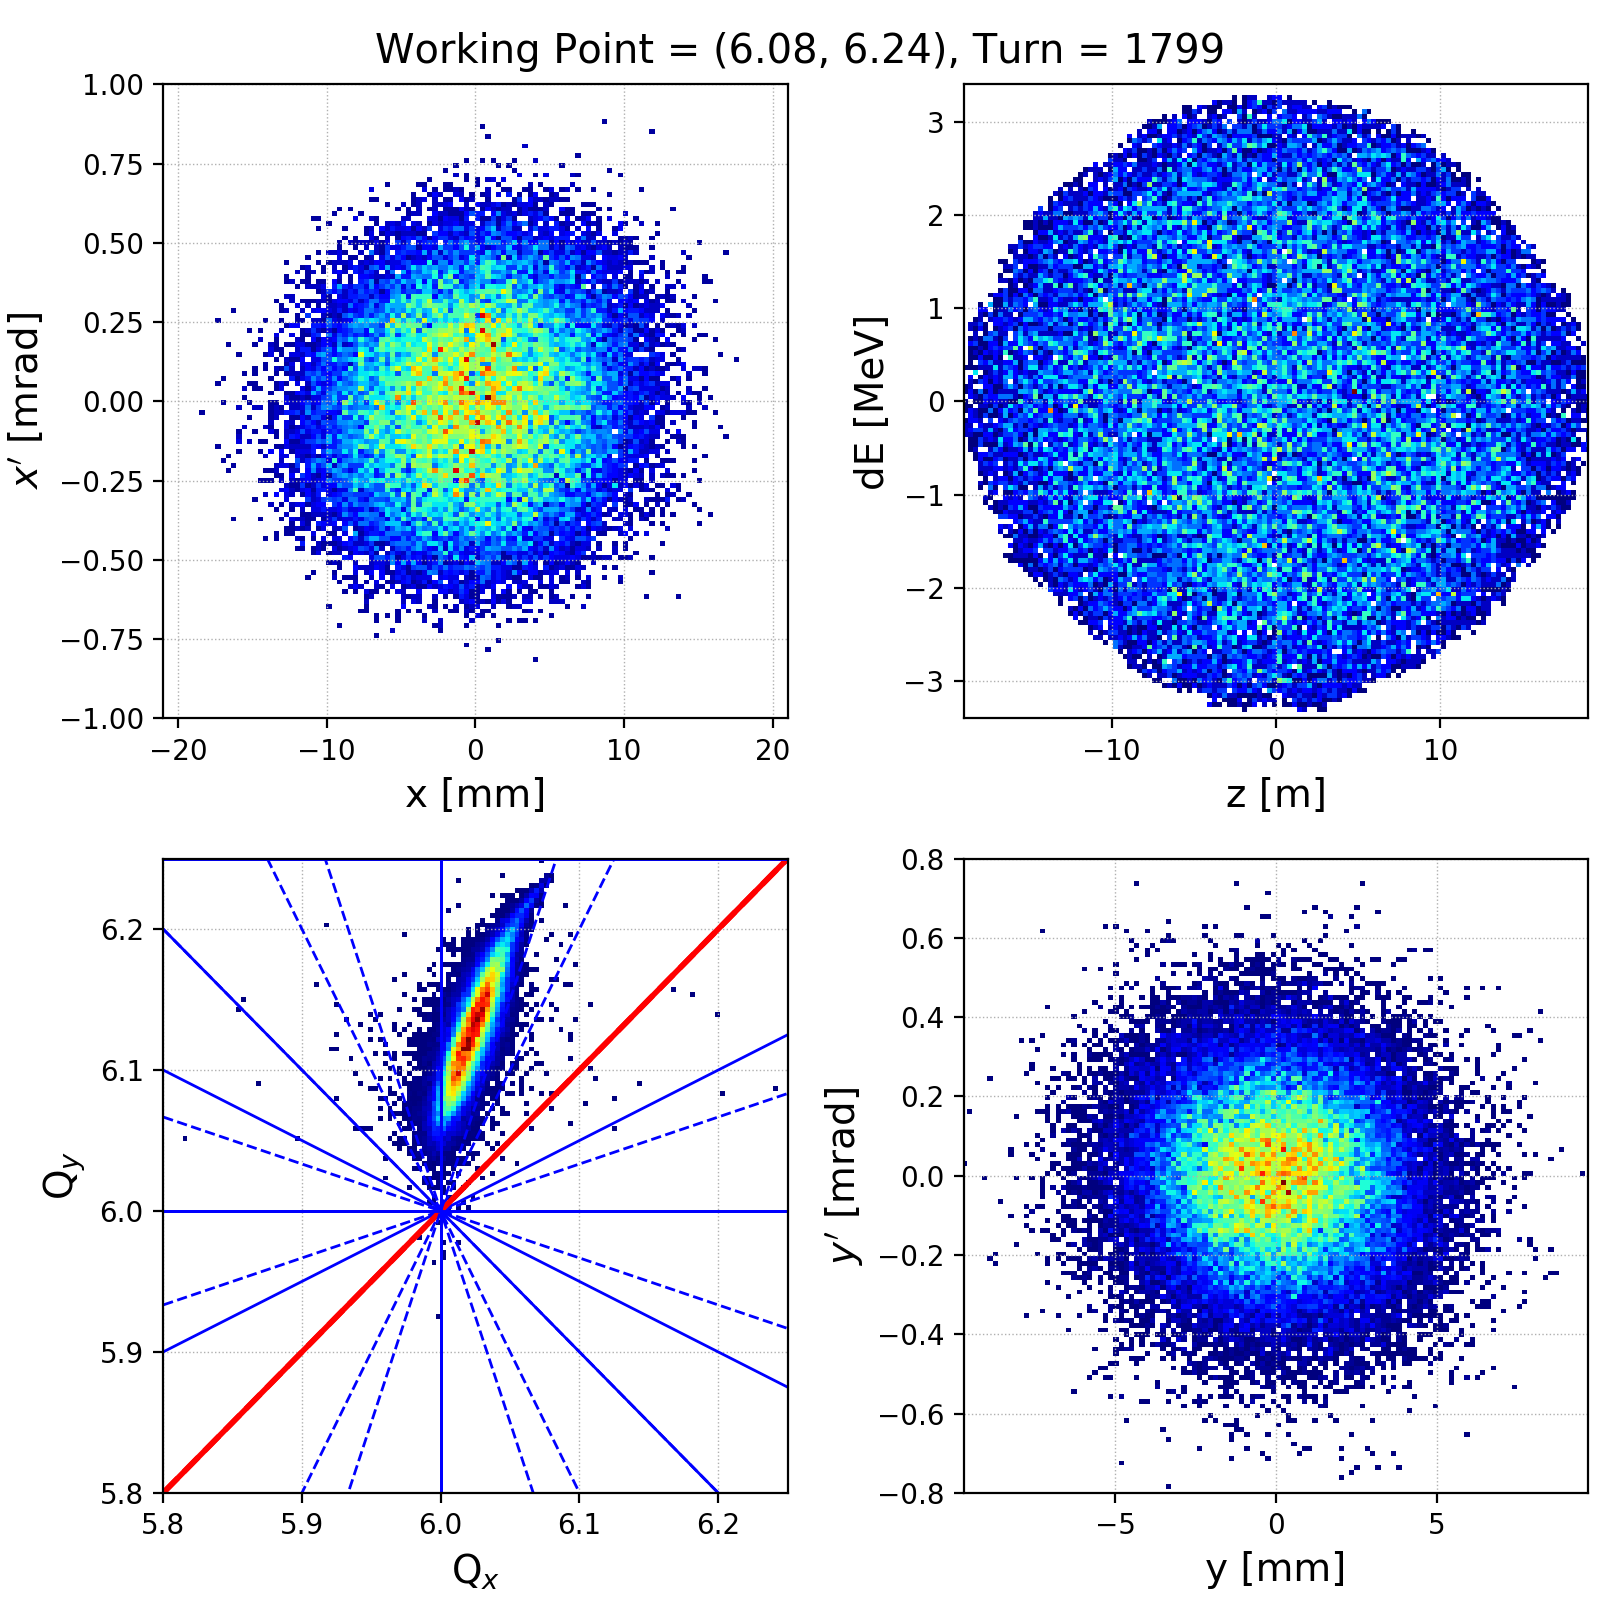 Working Point = (6.08, 6.24), Turn = 1799
1.00
0.75
0.50
0.25
0.00
−0.25
−0.50
−0.75
−1.00
x′ [mrad]
−20 −10 0 10 20
x [mm]
3
2
1
0
−1
−2
−3
dE [MeV]
−10 0 10
z [m]
6.2
6.1
6.0
5.9
5.8
Qy
5.8 5.9 6.0 6.1 6.2
Qx
0.8
0.6
0.4
0.2
0.0
−0.2
−0.4
−0.6
−0.8
y′ [mrad]
−5 0 5
y [mm]